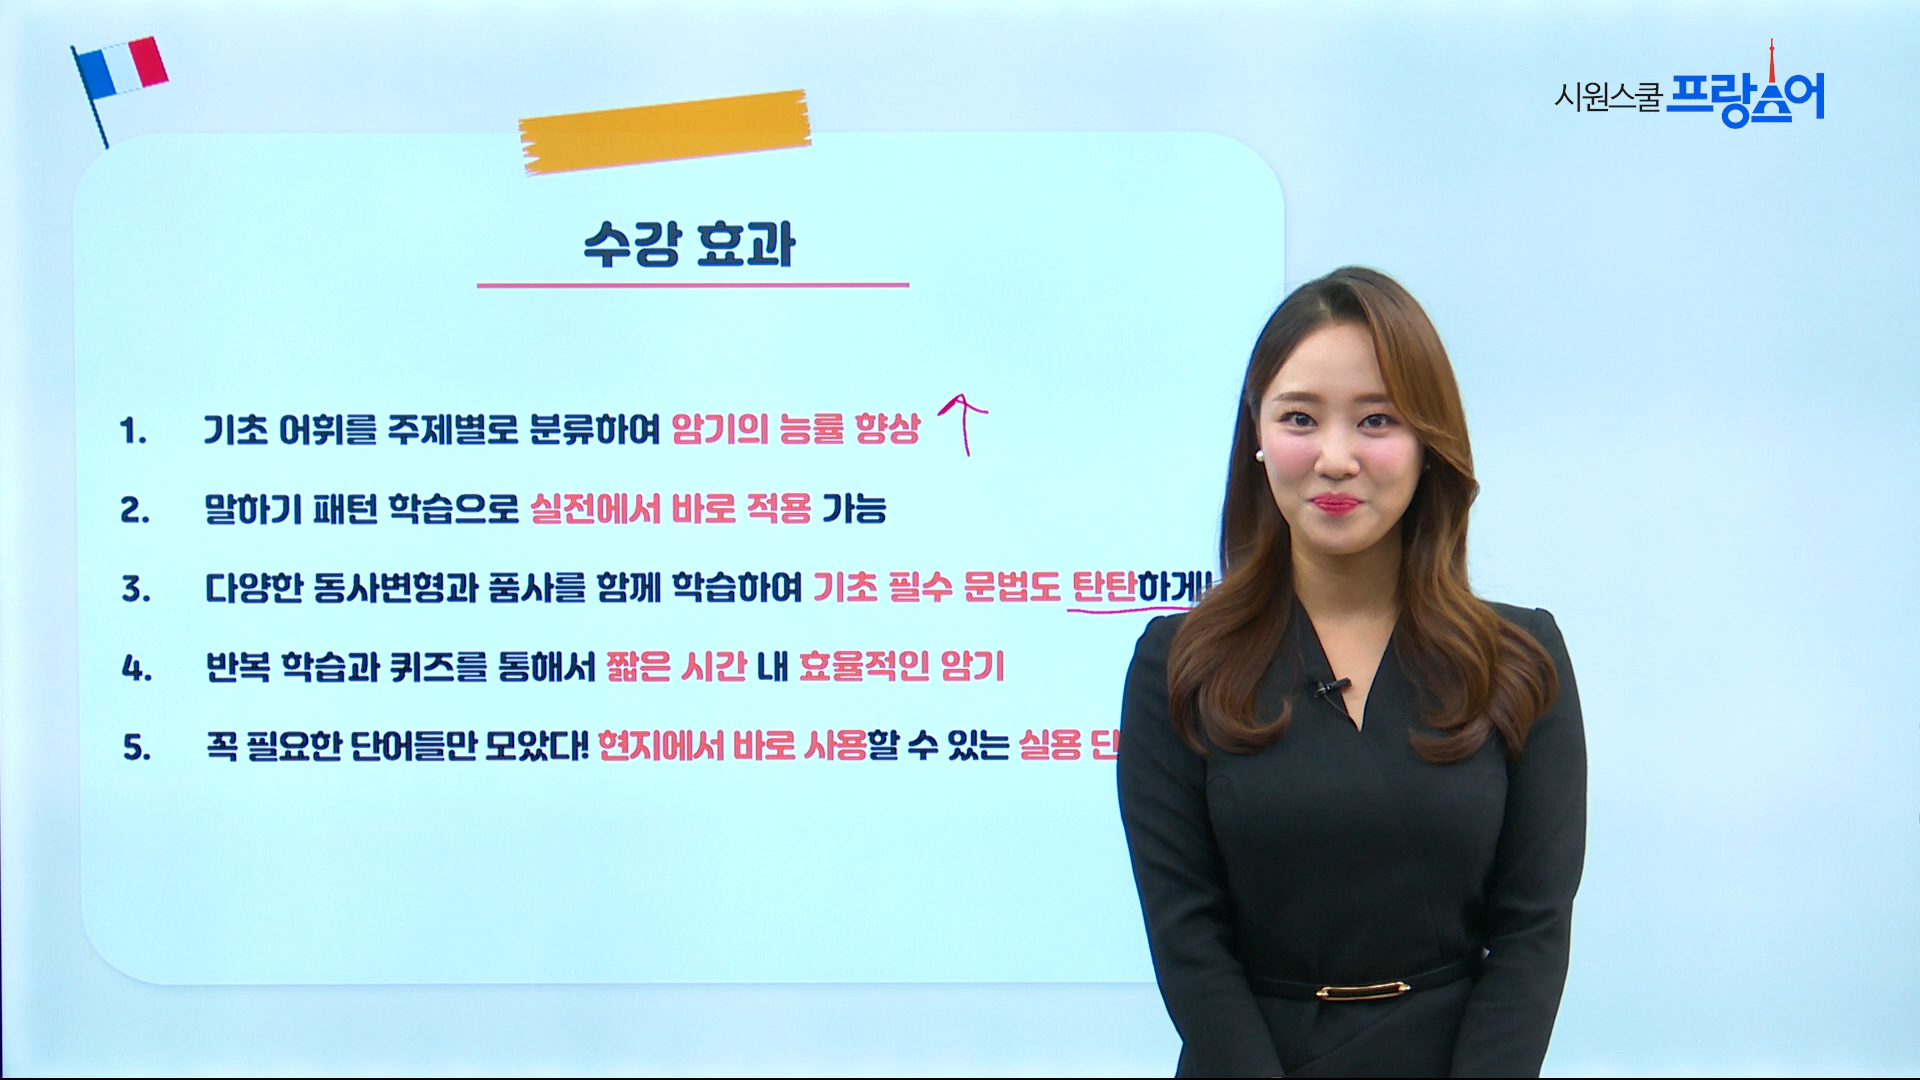 시원스쿨 프랑스어
수강 효과
1. 기초 어휘를 주제별로 분류하여 암기의 능률 향상
2. 말하기 패턴 학습으로 실전에서 바로 적용 가능
3. 다양한 동사변형과 품사를 함께 학습하여 기초 필수 문법도 탄탄하게!
4. 반복 학습과 퀴즈를 통해서 짧은 시간 내 효율적인 암기
5. 꼭 필요한 단어들만 모았다! 현지에서 바로 사용할 수 있는 실용